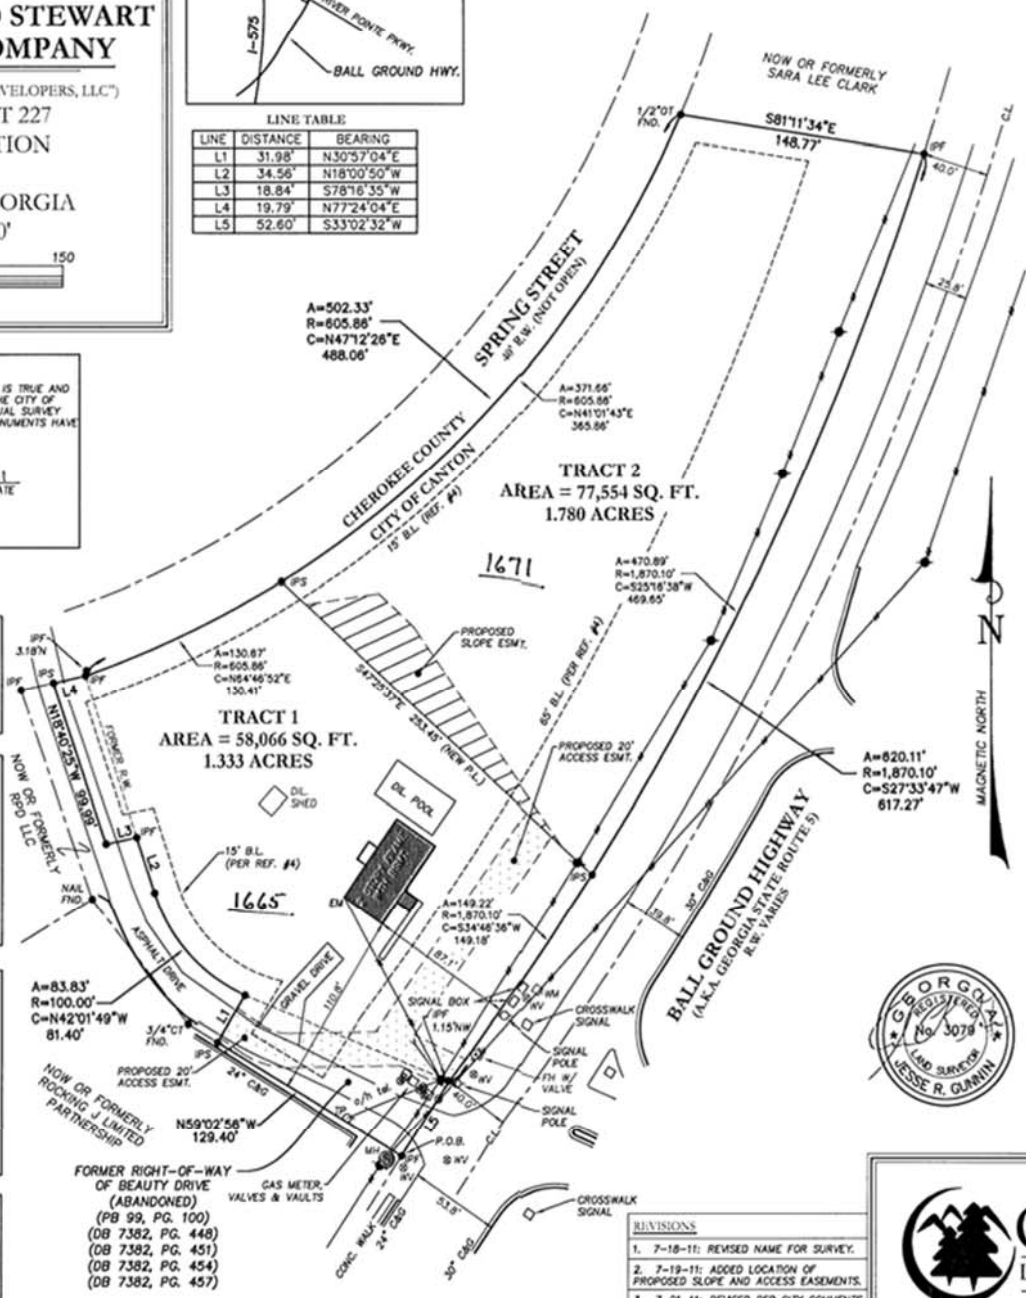 STEWART
OMPANY
VELOPERS, LLC")
T 227
TION
ORGIA
150
I-575
RIVER POINTE PKWY.
BALL GROUND HWY.
LINE TABLE
LINE DISTANCE BEARING
L1 31.98' N30°57'04"E
L2 34.56' N18°00'50"W
L3 18.84' S78°16'35"W
L4 19.79' N77°24'04"E
L5 52.60' S33°02'32"W
NOW OR FORMERLY
SARA LEE CLARK
1/2"OT
FND.
S81°11'34"E
148.77'
IPF
40.0'
C.L.
25.8'
SPRING STREET
40' R.W. (NOT OPEN)
A=502.33'
R=605.86'
C=N47°12'26"E
488.06'
A=371.66'
R=605.86'
C=N41°01'43"E
365.86'
IS TRUE AND
HE CITY OF
UAL SURVEY
NUMENTS HAVE
ATE
CHEROKEE COUNTY
CITY OF CANTON
15' B.L. (REF. #4)
TRACT 2
AREA = 77,554 SQ. FT.
1.780 ACRES
1671
A=470.89'
R=1,870.10'
C=S25°16'38"W
469.65'
IPS
PROPOSED
SLOPE ESMT.
S47°25'37"E 253.45' (NEW P.L.)
65' B.L. (PER REF. #4)
N
MAGNETIC NORTH
IPF
3.18'N
IPF
IPS
L4
IPF
A=130.67'
R=605.86'
C=N64°46'52"E
130.41'
TRACT 1
AREA = 58,066 SQ. FT.
1.333 ACRES
FORMER R.W.
N18°40'25"W 99.99'
NOW OR FORMERLY
RPD LLC
DIL.
SHED
DIL. POOL
PROPOSED 20'
ACCESS ESMT.
A=620.11'
R=1,870.10'
C=S27°33'47"W
617.27'
L3
IPF
L2
15' B.L.
(PER REF. #4)
1665
NAIL
FND.
EM
IPS
A=149.22'
R=1,870.10'
C=S34°46'36"W
149.18'
87.1'
39.8'
30" C&G
BALL GROUND HIGHWAY
(A.K.A. GEORGIA STATE ROUTE 5)
R.W. VARIES
ASPHALT DRIVE
GRAVEL DRIVE
110.8'
A=83.83'
R=100.00'
C=N42°01'49"W
81.40'
3/4"CT
FND.
L1
IPS
SIGNAL BOX
WM
WV
IPF
1.15'NW
CROSSWALK
SIGNAL
SIGNAL
POLE
FH W/
VALVE
WV
SIGNAL
POLE
GEORGIA
REGISTERED
No. 3079
LAND SURVEYOR
JESSE R. GUNNIN
PROPOSED 20'
ACCESS ESMT.
24" C&G
o/h tel.
40.0'
L5
C.L.
NOW OR FORMERLY
ROCKING J LIMITED
PARTNERSHIP
N59°02'56"W
129.40'
MH
P.O.B.
IPF
WV
WV
FORMER RIGHT-OF-WAY
OF BEAUTY DRIVE
(ABANDONED)
(PB 99, PG. 100)
(DB 7382, PG. 448)
(DB 7382, PG. 451)
(DB 7382, PG. 454)
(DB 7382, PG. 457)
GAS METER,
VALVES & VAULTS
CONC. WALK
24" C&G
53.8'
30" C&G
CROSSWALK
SIGNAL
REVISIONS
1. 7-18-11: REVISED NAME FOR SURVEY.
2. 7-19-11: ADDED LOCATION OF
PROPOSED SLOPE AND ACCESS EASEMENTS.